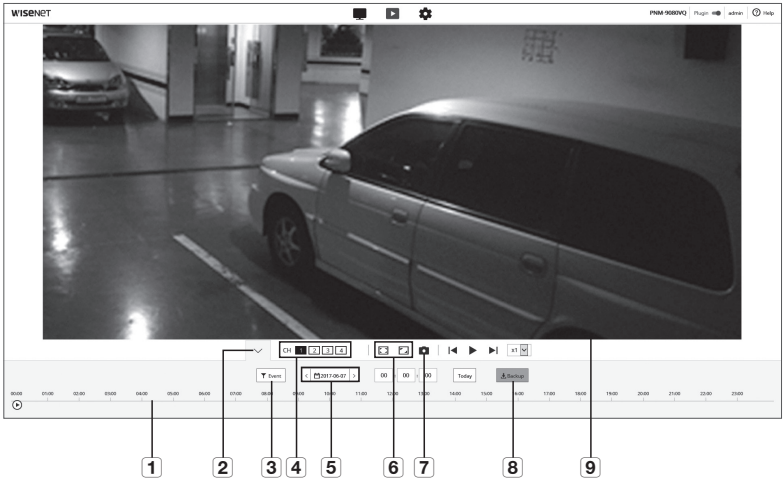 WISENET
PNM-9080VQ Plugin admin ? Help
CH 1 2 3 4
x1
Event
2017-06-07
00 : 00 : 00
Today
Backup
00:00 01:00 02:00 03:00 04:00 05:00 06:00 07:00 08:00 09:00 10:00 11:00 12:00 13:00 14:00 15:00 16:00 17:00 18:00 19:00 20:00 21:00 22:00 23:00
1 2 3 4 5 6 7 8 9